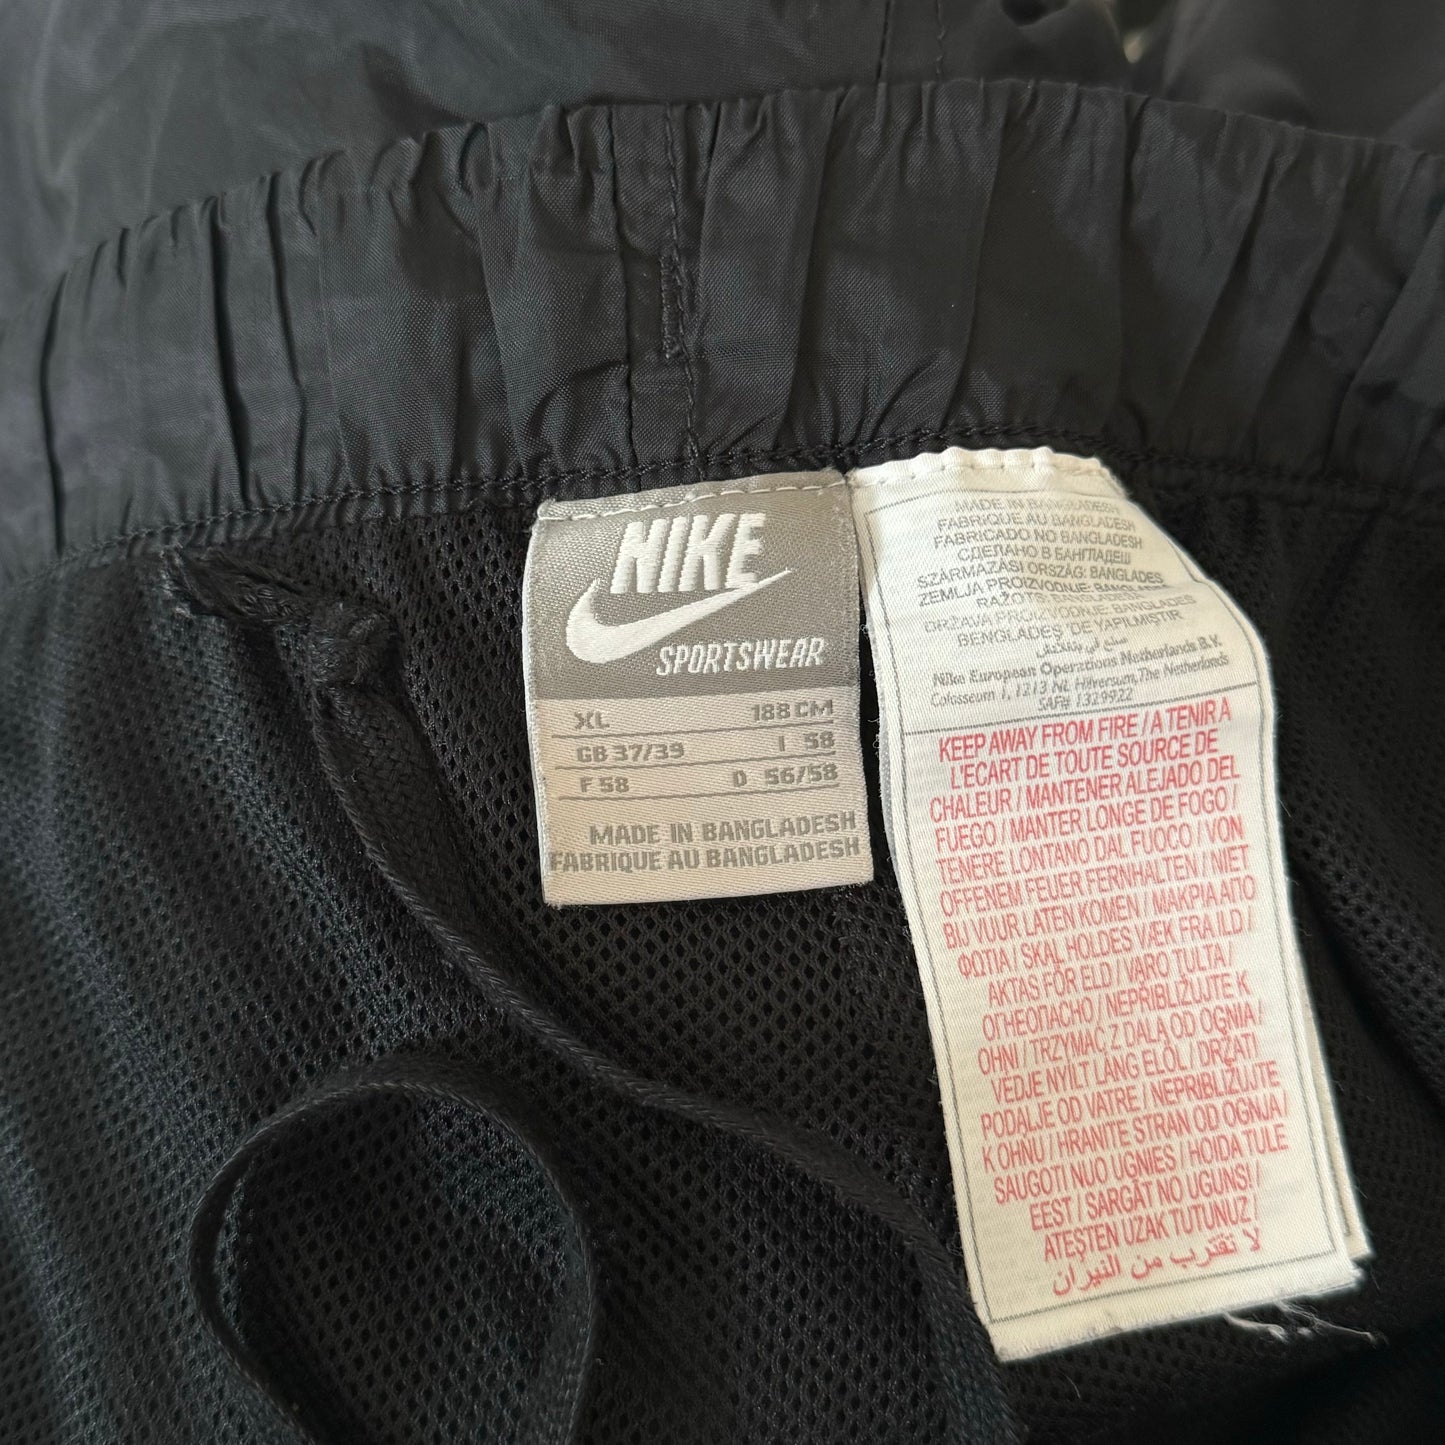 NIKE
SPORTSWEAR
XL 188 CM
GB 37/39 I 58
F 58 D 56/58
MADE IN BANGLADESH
FABRIQUE AU BANGLADESH
MADE IN BANGLADESH
FABRIQUE AU BANGLADESH
FABRICADO NO BANGLADESH
СДЕЛАНО В БАНГЛАДЕШ
SZÁRMAZÁSI ORSZÁG: BANGLADES
ZEMLJA PROIZVODNJE: BANGLADEŠ
RAŽOTS
DRŽAVA PROIZVODNJE: BANGLADEŠ
BENGLADEŞ'DE YAPILMIŞTIR
صنع في بنغلاديش
Nike European Operations Netherlands B.V.
Colosseum 1, 1213 NL Hilversum, The Netherlands
SAF# 1329922
KEEP AWAY FROM FIRE / A TENIR A
L'ECART DE TOUTE SOURCE DE
CHALEUR / MANTENER ALEJADO DEL
FUEGO / MANTER LONGE DE FOGO /
TENERE LONTANO DAL FUOCO / VON
OFFENEM FEUER FERNHALTEN / NIET
BIJ VUUR LATEN KOMEN / ΜΑΚΡΙΑ ΑΠΟ
ΦΩΤΙΑ / SKAL HOLDES VÆK FRA ILD /
AKTAS FÖR ELD / VARO TULTA /
ОГНЕОПАСНО / NEPŘIBLIŽUJTE K
OHNI / TRZYMAĆ Z DALA OD OGNIA /
VEDJE NYÍLT LÁNG ELŐL / DRŽATI
PODALJE OD VATRE / NEPRIBLIŽUJTE
K OHŇU / HRANITE STRAN OD OGNJA /
SAUGOTI NUO UGNIES / HOIDA TULE
EEST / SARGĀT NO UGUNS /
ATEŞTEN UZAK TUTUNUZ /
لا تقترب من النيران